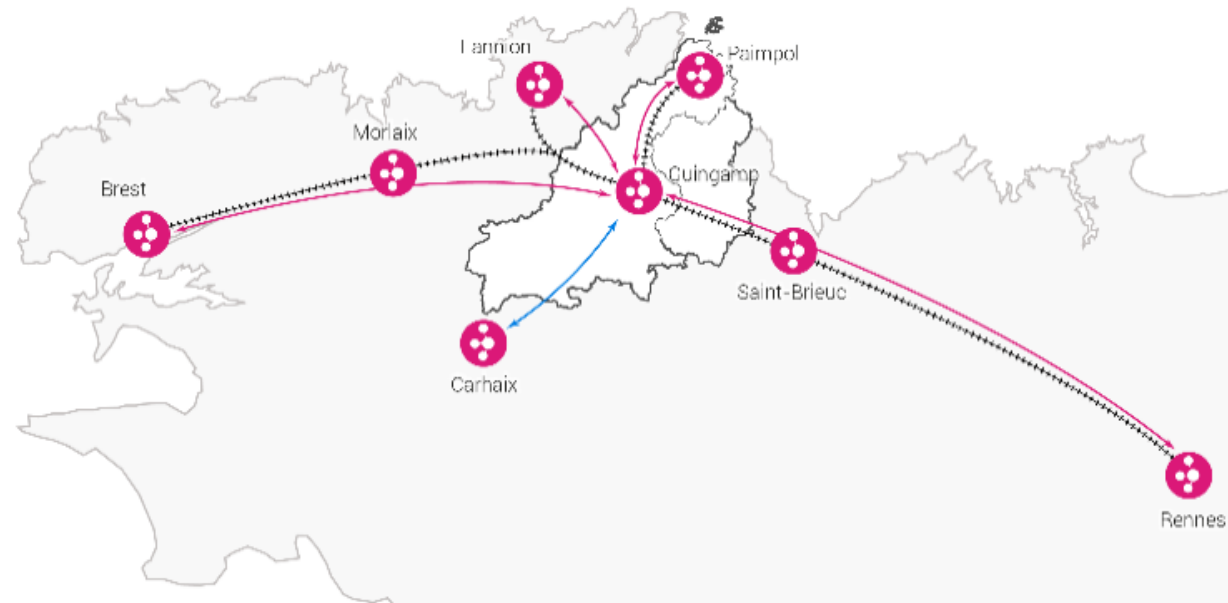 Lannion
Paimpol
Morlaix
Guingamp
Brest
Saint-Brieuc
Carhaix
Rennes